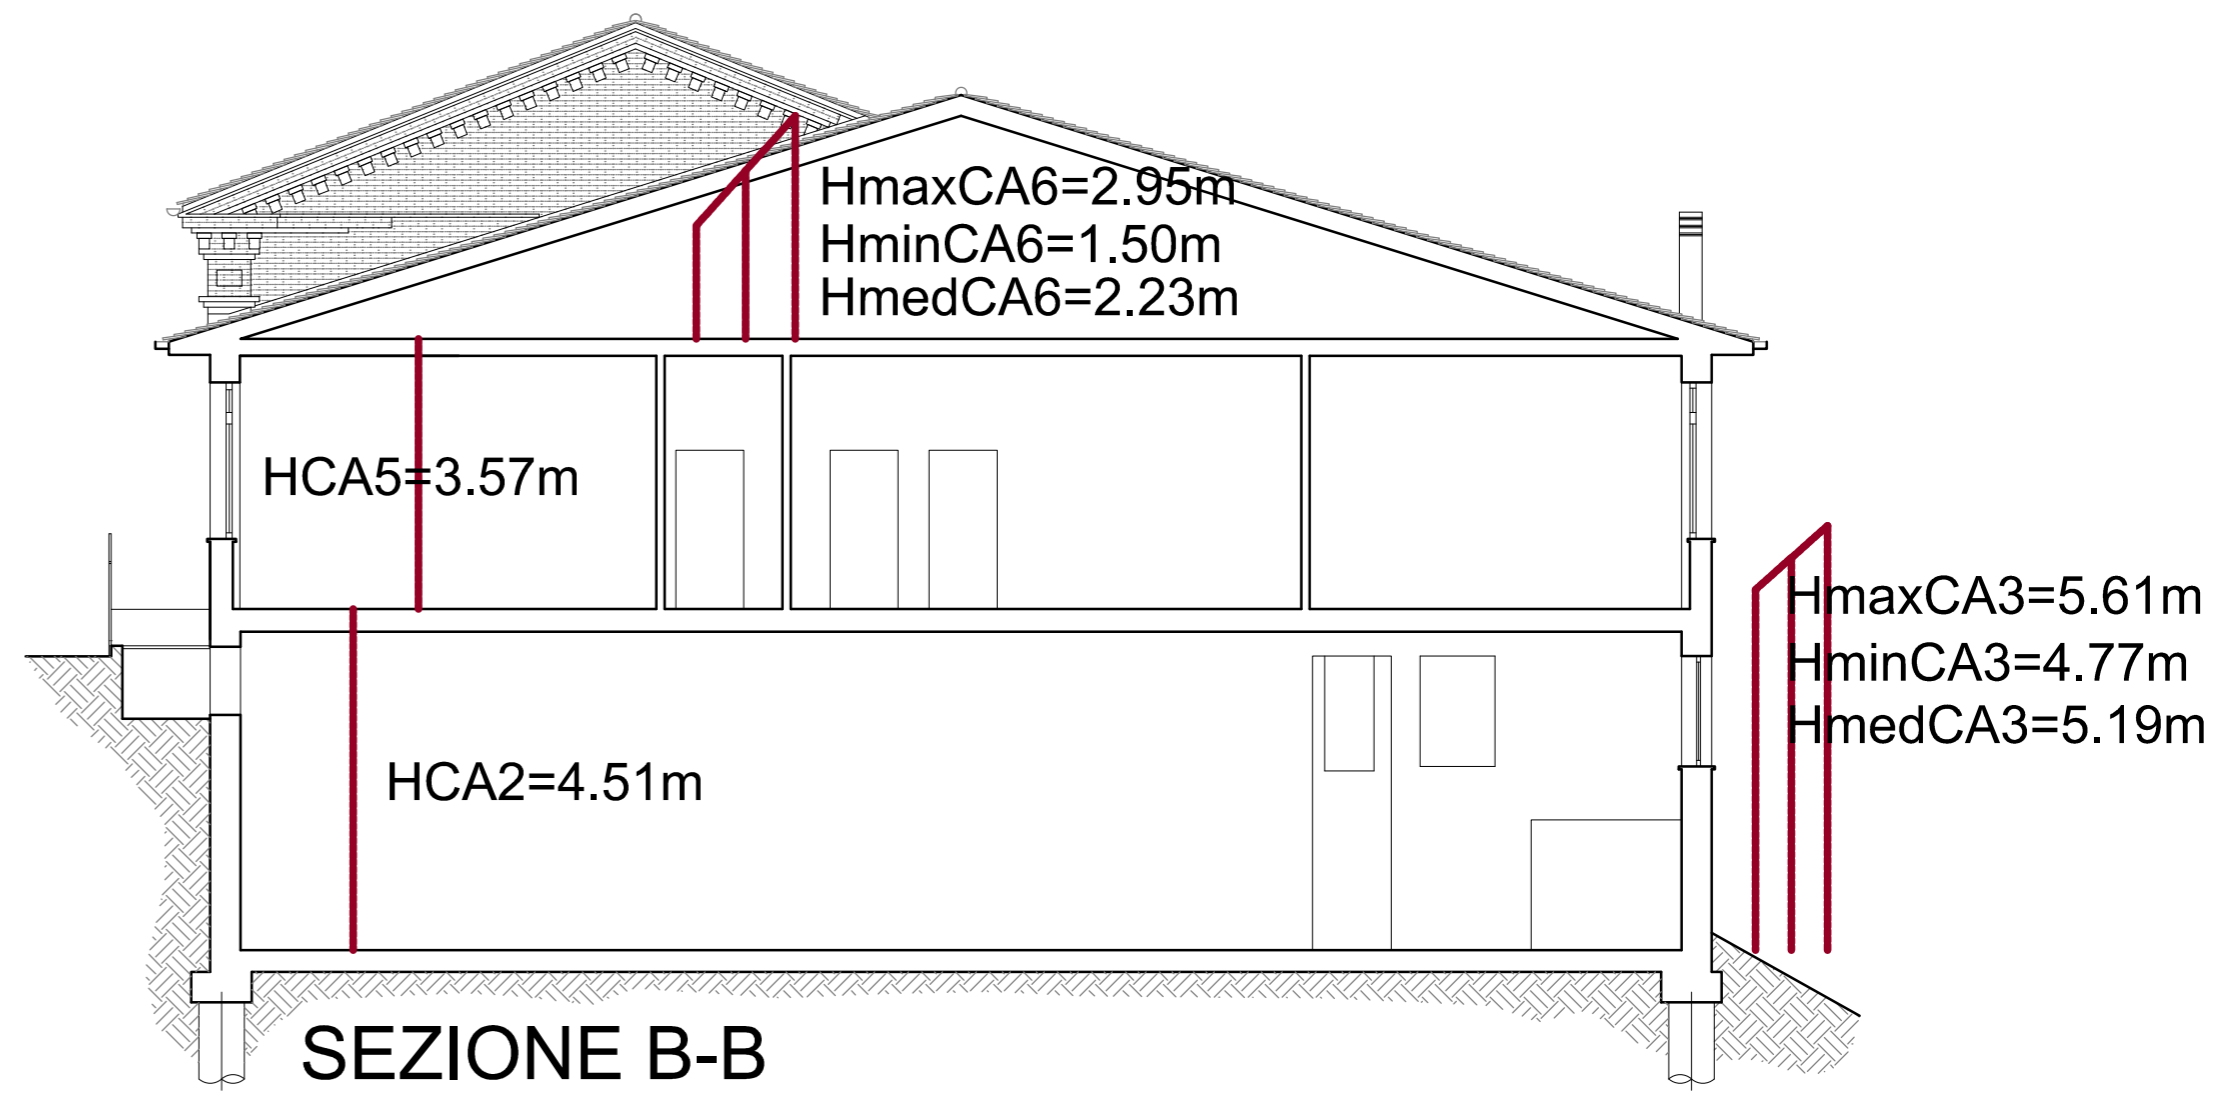 HmaxCA6=2.95m
HminCA6=1.50m
HmedCA6=2.23m
HCA5=3.57m
HmaxCA3=5.61m
HminCA3=4.77m
HmedCA3=5.19m
HCA2=4.51m
SEZIONE B-B